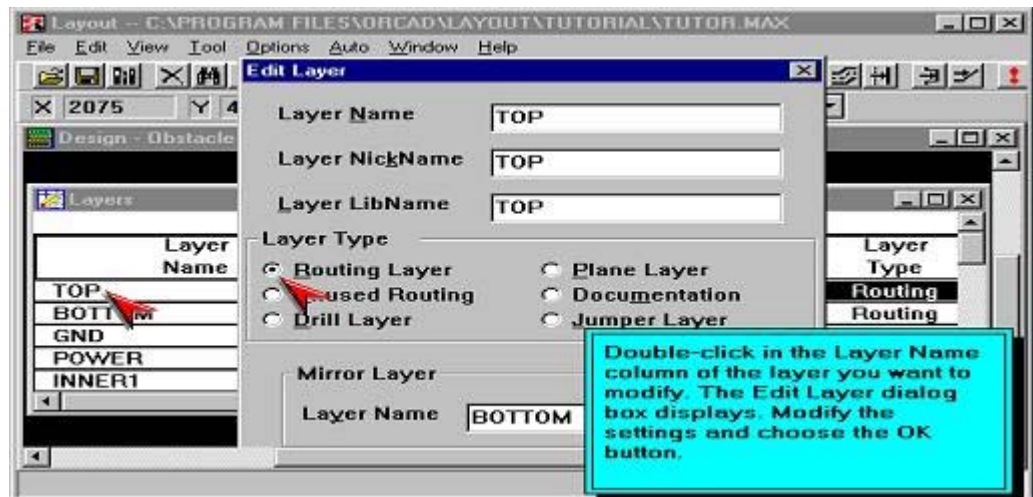 Layout -- C:\PROGRAM FILES\ORCAD\LAYOUT\TUTORIAL\TUTOR.MAX
File Edit View Tool Options Auto Window Help
Edit Layer
X 2075 Y 4
Design - Obstacle
Layers
Layer Name
Layer Type
TOP Routing
BOTTOM Routing
GND
POWER
INNER1
Layer Name TOP
Layer NickName TOP
Layer LibName TOP
Layer Type
Routing Layer Plane Layer
Routing Documentation
Drill Layer Jumper Layer
Mirror Layer
Layer Name BOTTOM
Double-click in the Layer Name
column of the layer you want to
modify. The Edit Layer dialog
box displays. Modify the
settings and choose the OK
button.